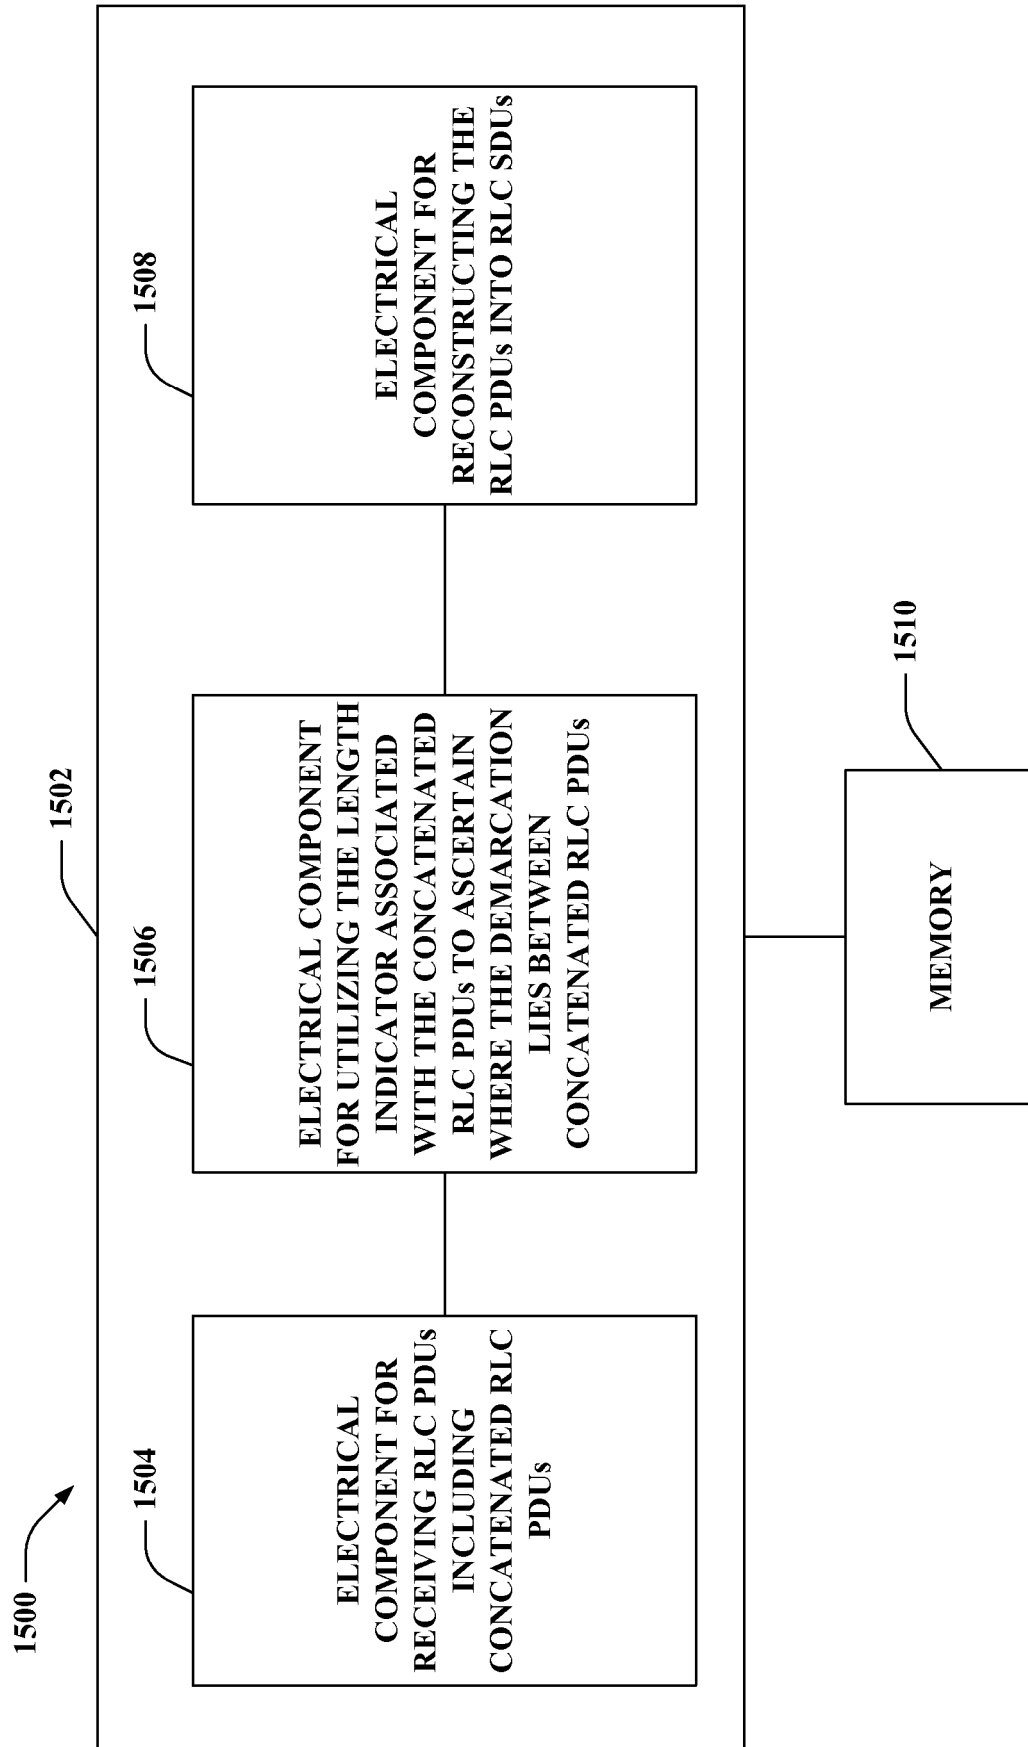 1500
1502
1504
ELECTRICAL
COMPONENT FOR
RECEIVING RLC PDUs
INCLUDING
CONCATENATED RLC
PDUs
1506
ELECTRICAL COMPONENT
FOR UTILIZING THE LENGTH
INDICATOR ASSOCIATED
WITH THE CONCATENATED
RLC PDUs TO ASCERTAIN
WHERE THE DEMARCATION
LIES BETWEEN
CONCATENATED RLC PDUs
1508
ELECTRICAL
COMPONENT FOR
RECONSTRUCTING THE
RLC PDUs INTO RLC SDUs
1510
MEMORY